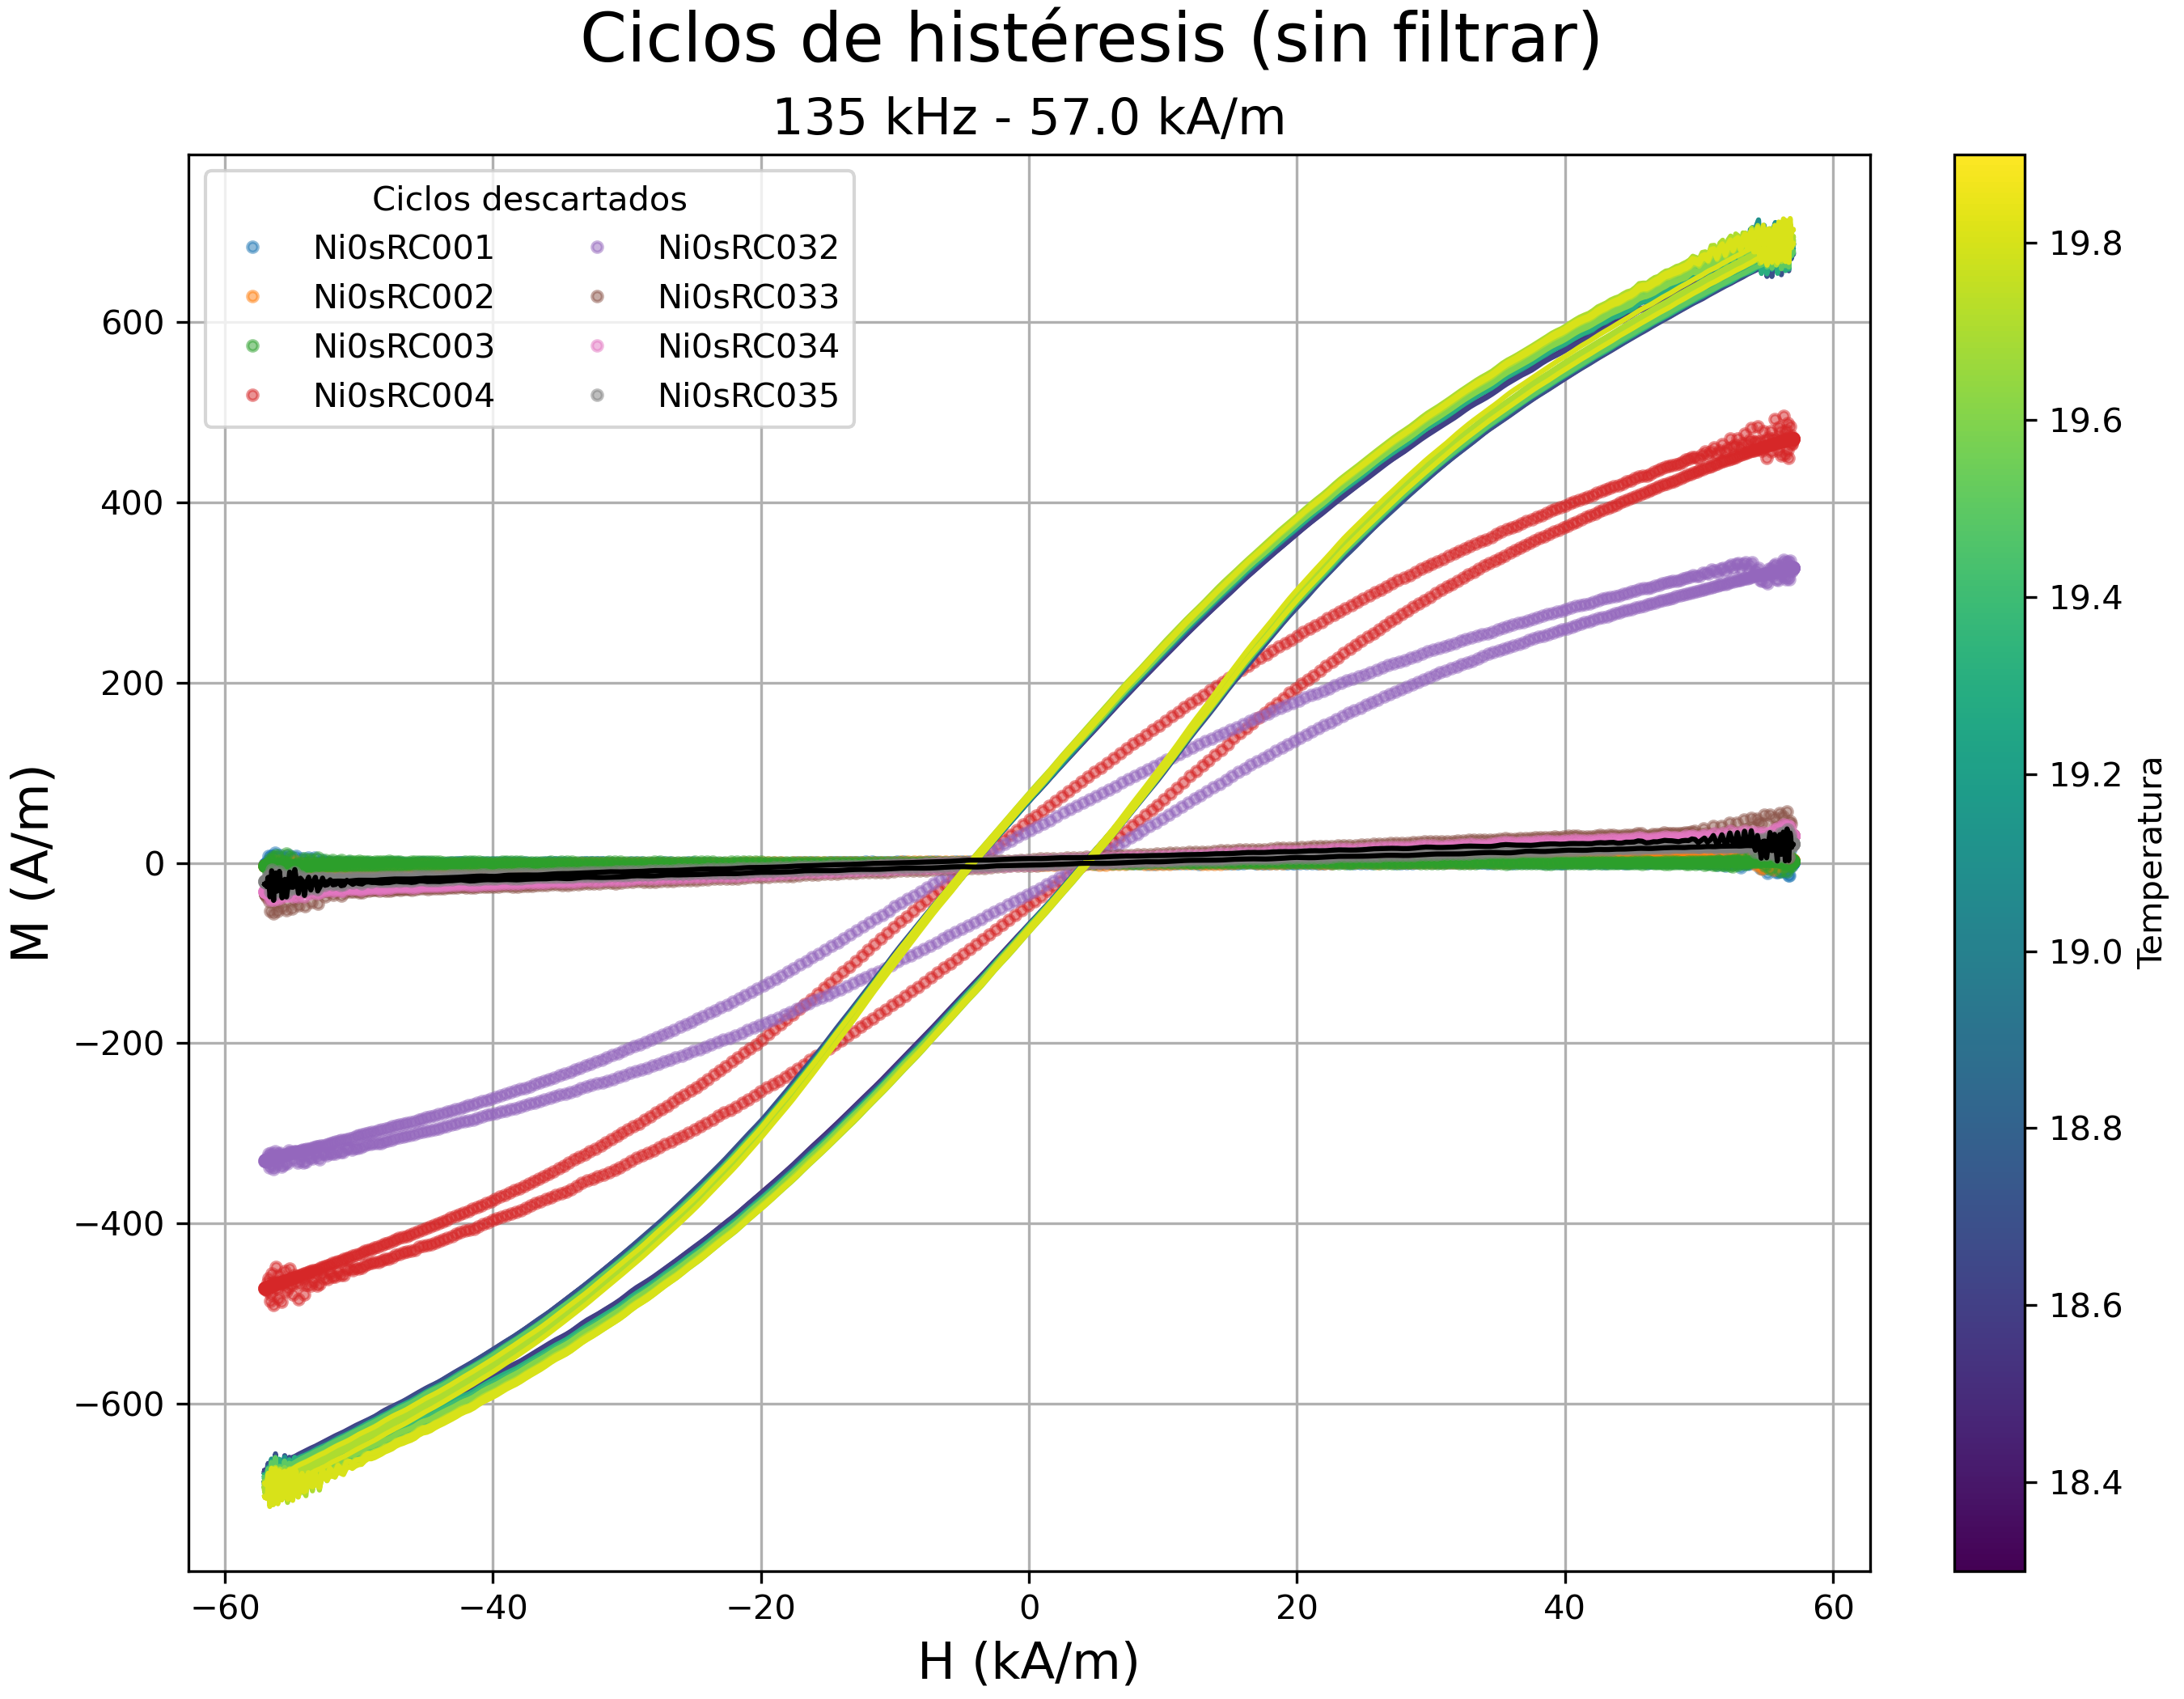 Ciclos de histéresis (sin filtrar)
135 kHz - 57.0 kA/m
Ciclos descartados
Ni0sRC001
Ni0sRC002
Ni0sRC003
Ni0sRC004
Ni0sRC032
Ni0sRC033
Ni0sRC034
Ni0sRC035
M (A/m)
600
400
200
0
−200
−400
−600
−60 −40 −20 0 20 40 60
H (kA/m)
19.8
19.6
19.4
19.2
19.0
18.8
18.6
18.4
Temperatura